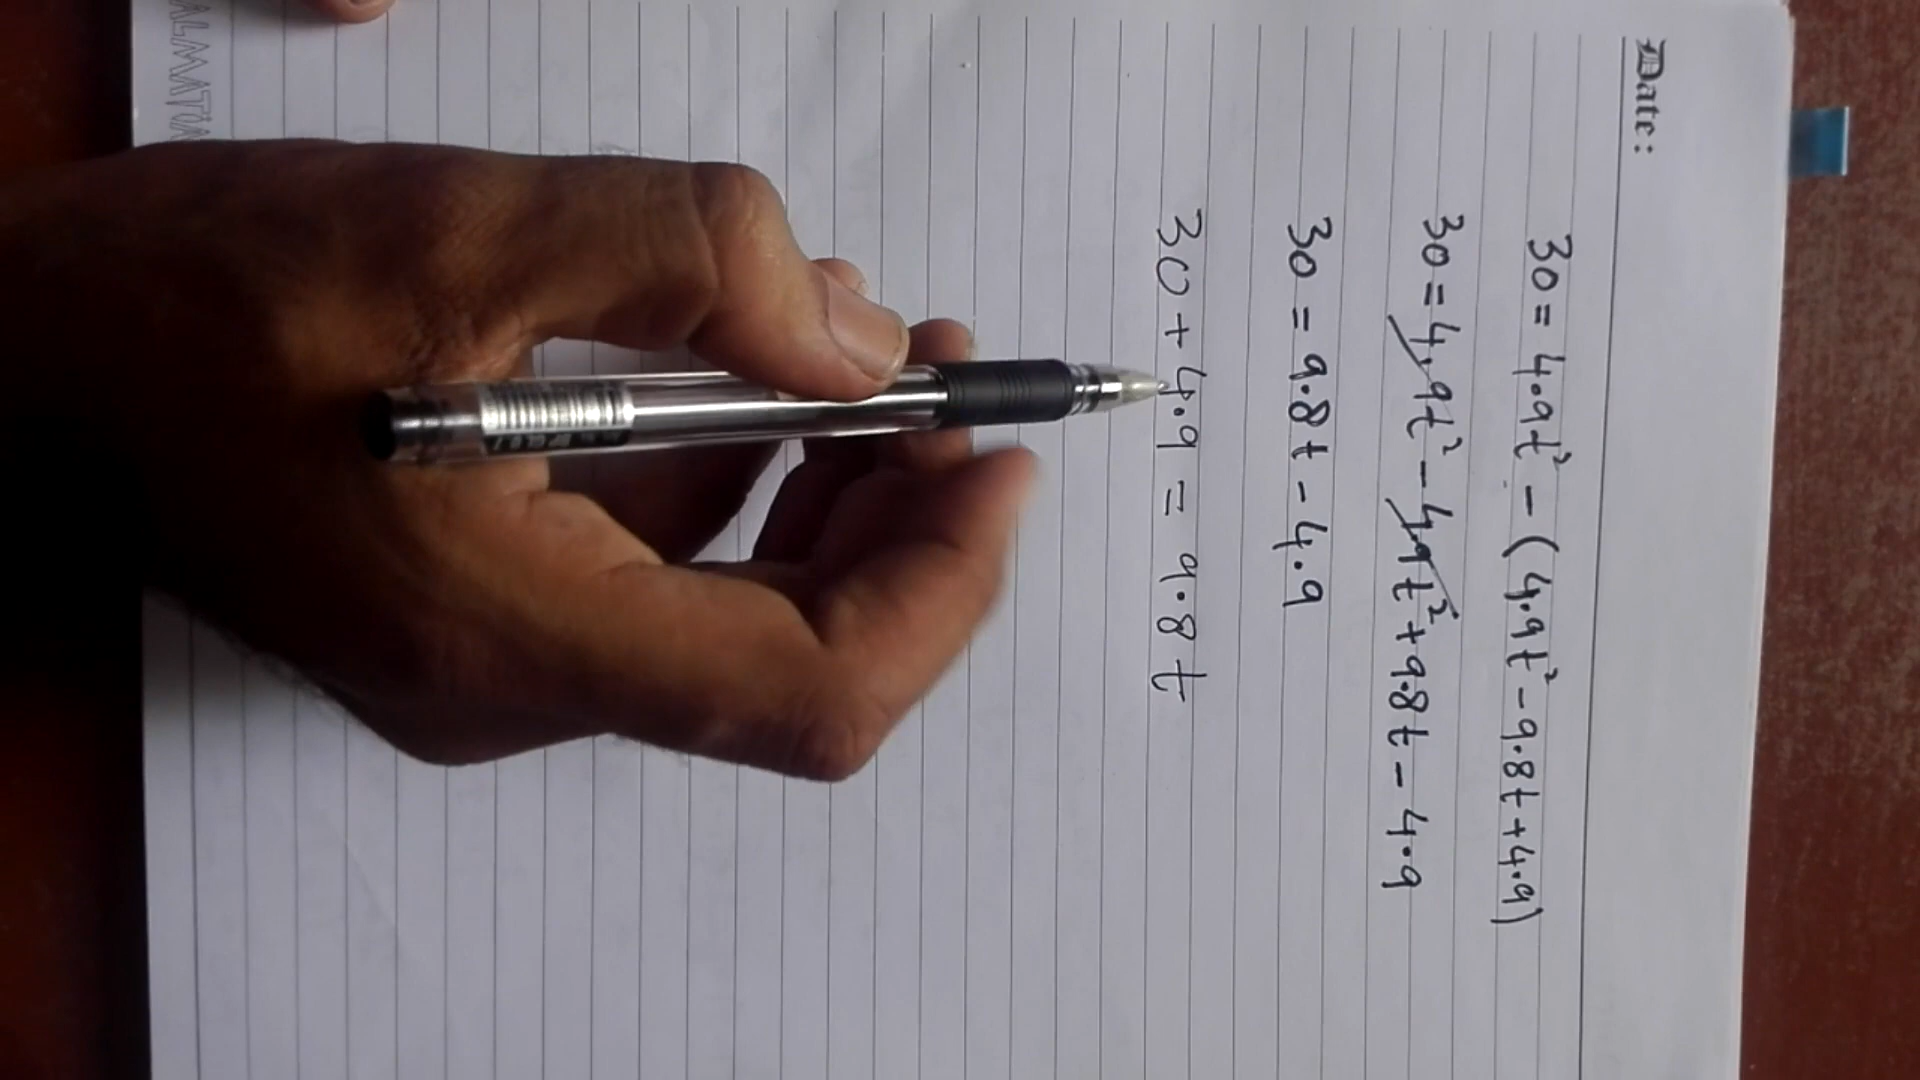 Date:
30 = 4.9t² - (4.9t² - 9.8t + 4.9)
30 = 4.9t² - 4.9t² + 9.8t - 4.9
30 = 9.8t - 4.9
30 + 4.9 = 9.8t